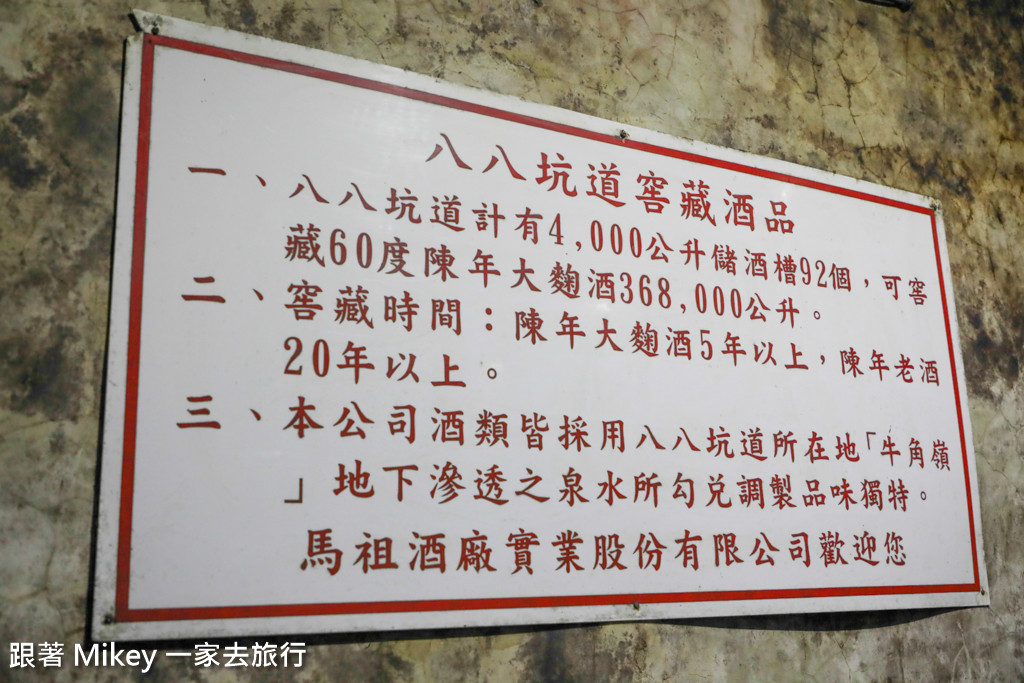 八八坑道窖藏酒品
一、八八坑道計有4,000公升儲酒槽92個，可窖
藏60度陳年大麴酒368,000公升。
二、窖藏時間：陳年大麴酒5年以上，陳年老酒
20年以上。
三、本公司酒類皆採用八八坑道所在地「牛角嶺
」地下滲透之泉水所勾兌調製品味獨特。
馬祖酒廠實業股份有限公司歡迎您
跟著 Mikey 一家去旅行